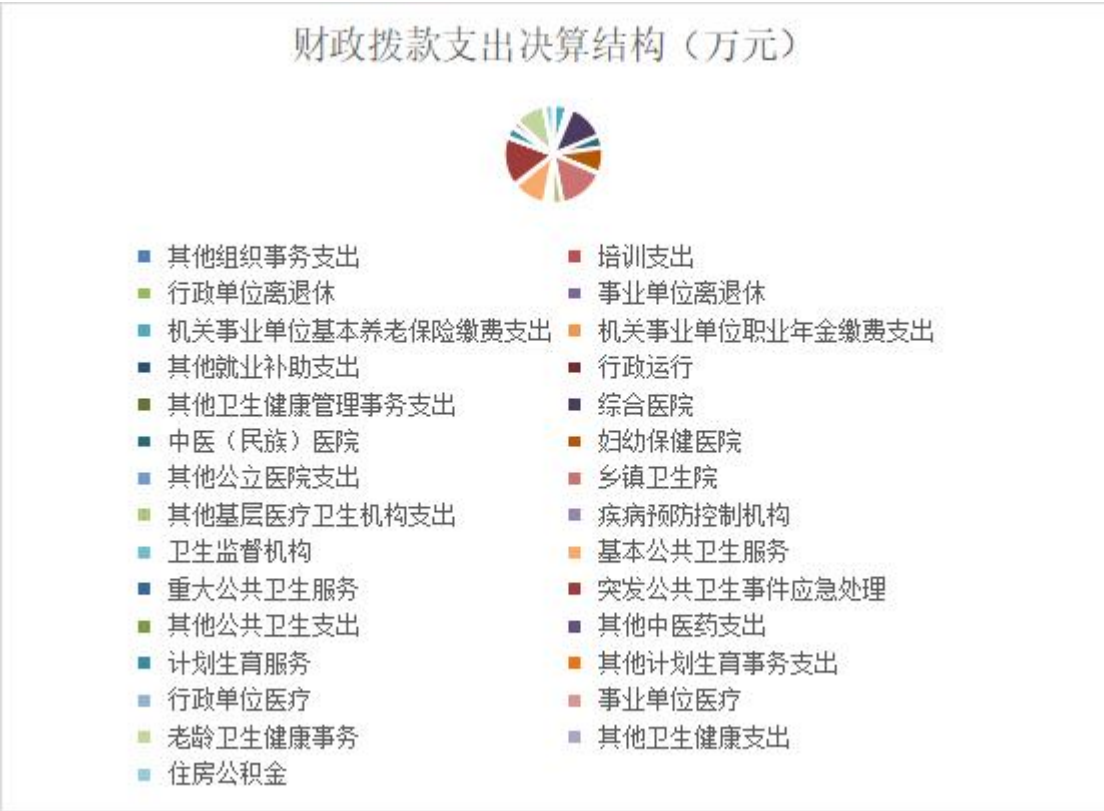 财政拨款支出决算结构（万元）
其他组织事务支出 培训支出
行政单位离退休 事业单位离退休
机关事业单位基本养老保险缴费支出 机关事业单位职业年金缴费支出
其他就业补助支出 行政运行
其他卫生健康管理事务支出 综合医院
中医（民族）医院 妇幼保健医院
其他公立医院支出 乡镇卫生院
其他基层医疗卫生机构支出 疾病预防控制机构
卫生监督机构 基本公共卫生服务
重大公共卫生服务 突发公共卫生事件应急处理
其他公共卫生支出 其他中医药支出
计划生育服务 其他计划生育事务支出
行政单位医疗 事业单位医疗
老龄卫生健康事务 其他卫生健康支出
住房公积金